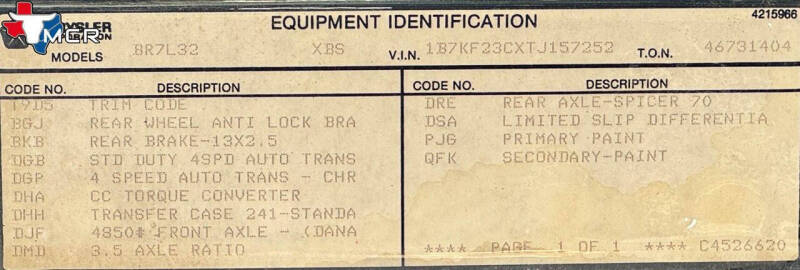 4215966
EQUIPMENT IDENTIFICATION
TMCR
MODELS BR7L32 XBS V.I.N. 1B7KF23CXTJ157252 T.O.N. 46731404
CODE NO. DESCRIPTION CODE NO. DESCRIPTION
T9D5 TRIM CODE
BGJ REAR WHEEL ANTI LOCK BRA
BKB REAR BRAKE-13X2.5
DGB STD DUTY 4SPD AUTO TRANS
DGP 4 SPEED AUTO TRANS - CHR
DHA CC TORQUE CONVERTER
DHH TRANSFER CASE 241-STANDA
DJF 4850# FRONT AXLE - (DANA
DMD 3.5 AXLE RATIO
DRE REAR AXLE-SPICER 70
DSA LIMITED SLIP DIFFERENTIA
PJG PRIMARY PAINT
QFK SECONDARY-PAINT
**** PAGE 1 OF 1 **** C4526620